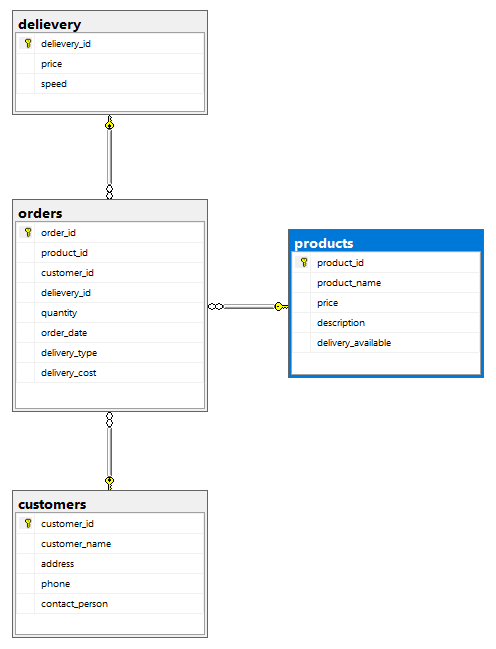 delievery
delievery_id
price
speed
orders
order_id
product_id
customer_id
delievery_id
quantity
order_date
delivery_type
delivery_cost
products
product_id
product_name
price
description
delivery_available
customers
customer_id
customer_name
address
phone
contact_person